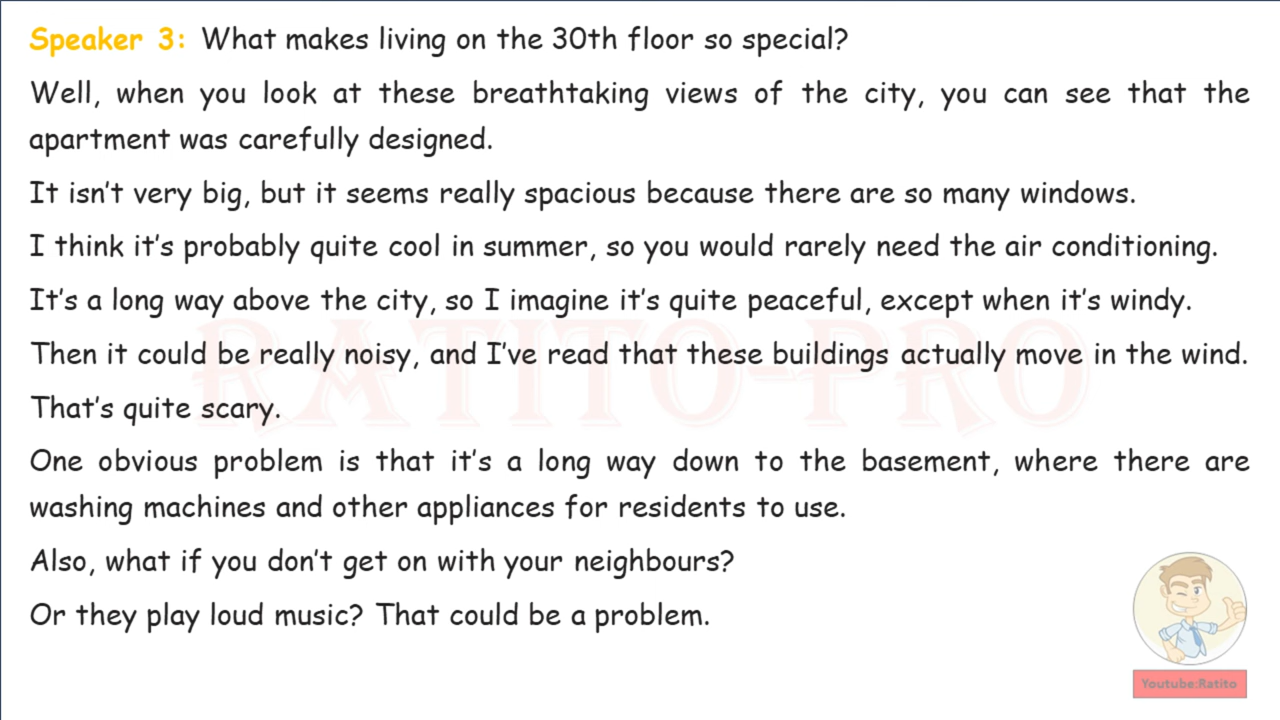 Speaker 3: What makes living on the 30th floor so special?
Well, when you look at these breathtaking views of the city, you can see that the
apartment was carefully designed.
It isn't very big, but it seems really spacious because there are so many windows.
I think it's probably quite cool in summer, so you would rarely need the air conditioning.
It's a long way above the city, so I imagine it's quite peaceful, except when it's windy.
Then it could be really noisy, and I've read that these buildings actually move in the wind.
RATITO-PRO
That's quite scary.
One obvious problem is that it's a long way down to the basement, where there are
washing machines and other appliances for residents to use.
Also, what if you don't get on with your neighbours?
Or they play loud music? That could be a problem.
Youtube:Ratito